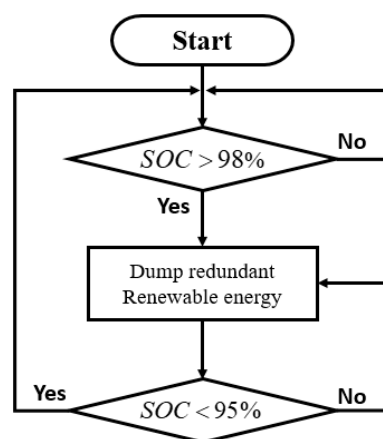 Start
SOC > 98%
No
Yes
Dump redundant
Renewable energy
Yes
SOC < 95%
No